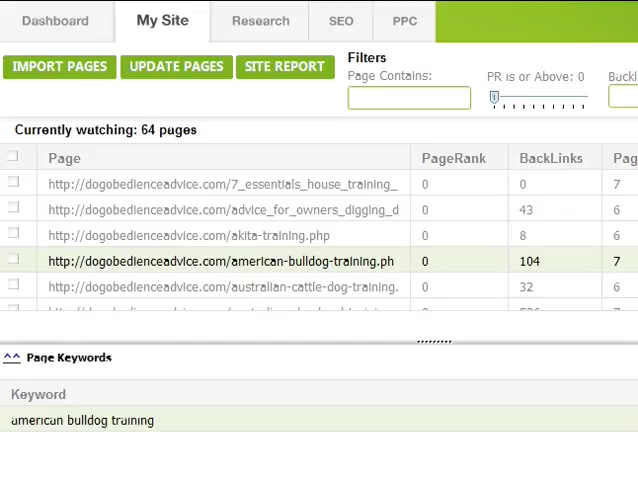 Dashboard My Site Research SEO PPC
IMPORT PAGES UPDATE PAGES SITE REPORT
Filters
Page Contains: PR is or Above: 0 Backl
Currently watching: 64 pages
Page PageRank BackLinks Pag
http://dogobedienceadvice.com/7_essentials_house_training_ 0 0 7
http://dogobedienceadvice.com/advice_for_owners_digging_d 0 43 6
http://dogobedienceadvice.com/akita-training.php 0 8 6
http://dogobedienceadvice.com/american-bulldog-training.ph 0 104 7
http://dogobedienceadvice.com/australian-cattle-dog-training. 0 32 6
^^ Page Keywords
Keyword
american bulldog training